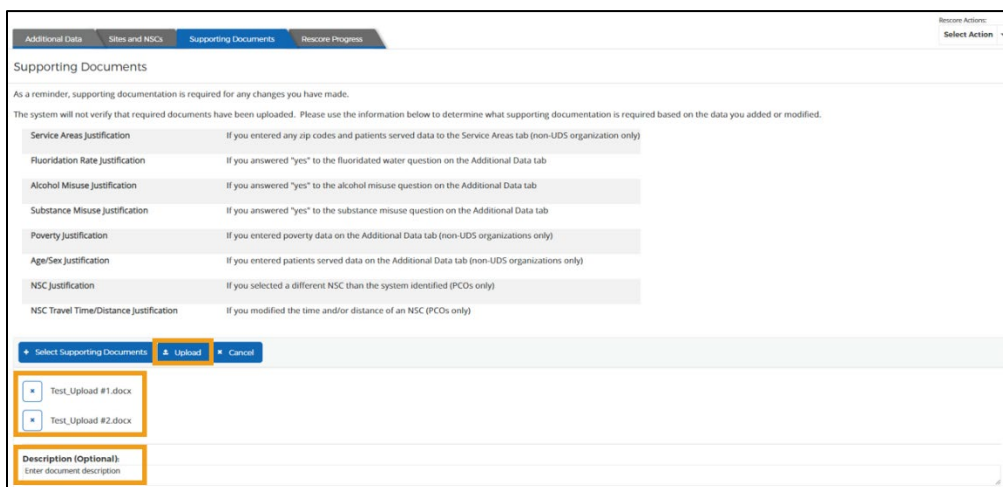 Rescore Actions:
Select Action
Additional Data Sites and NSCs Supporting Documents Rescore Progress
Supporting Documents
As a reminder, supporting documentation is required for any changes you have made.
The system will not verify that required documents have been uploaded. Please use the information below to determine what supporting documentation is required based on the data you added or modified.
Service Areas Justification If you entered any zip codes and patients served data to the Service Areas tab (non-UDS organization only)
Fluoridation Rate Justification If you answered "yes" to the fluoridated water question on the Additional Data tab
Alcohol Misuse Justification If you answered "yes" to the alcohol misuse question on the Additional Data tab
Substance Misuse Justification If you answered "yes" to the substance misuse question on the Additional Data tab
Poverty Justification If you entered poverty data on the Additional Data tab (non-UDS organizations only)
Age/Sex Justification If you entered patients served data on the Additional Data tab (non-UDS organizations only)
NSC Justification If you selected a different NSC than the system identified (PCOs only)
NSC Travel Time/Distance Justification If you modified the time and/or distance of an NSC (PCOs only)
+ Select Supporting Documents Upload × Cancel
× Test_Upload #1.docx
× Test_Upload #2.docx
Description (Optional):
Enter document description